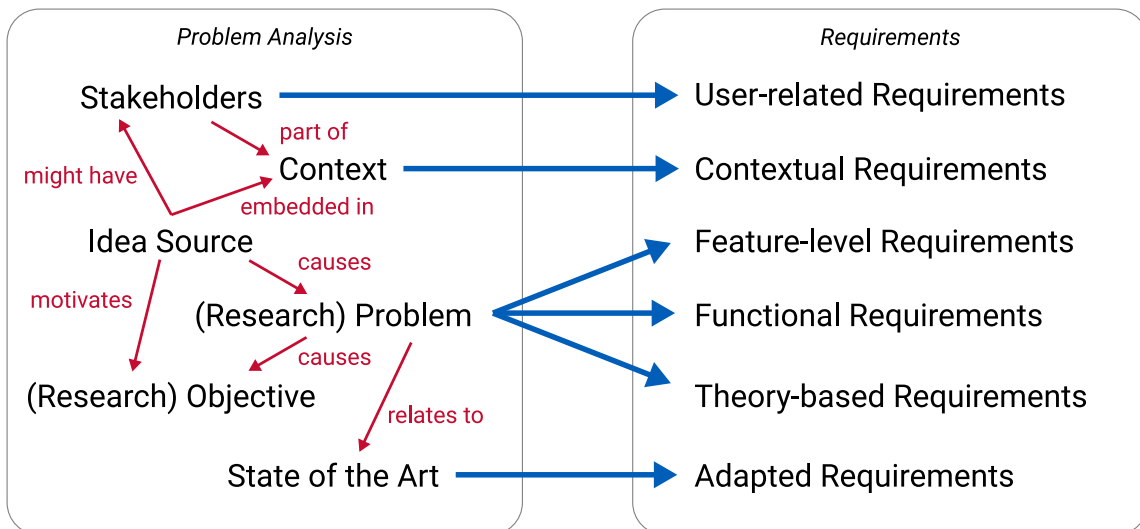 Problem Analysis
Requirements
Stakeholders
User-related Requirements
part of
might have
Context
Contextual Requirements
embedded in
Idea Source
Feature-level Requirements
causes
motivates
(Research) Problem
Functional Requirements
causes
(Research) Objective
Theory-based Requirements
relates to
State of the Art
Adapted Requirements